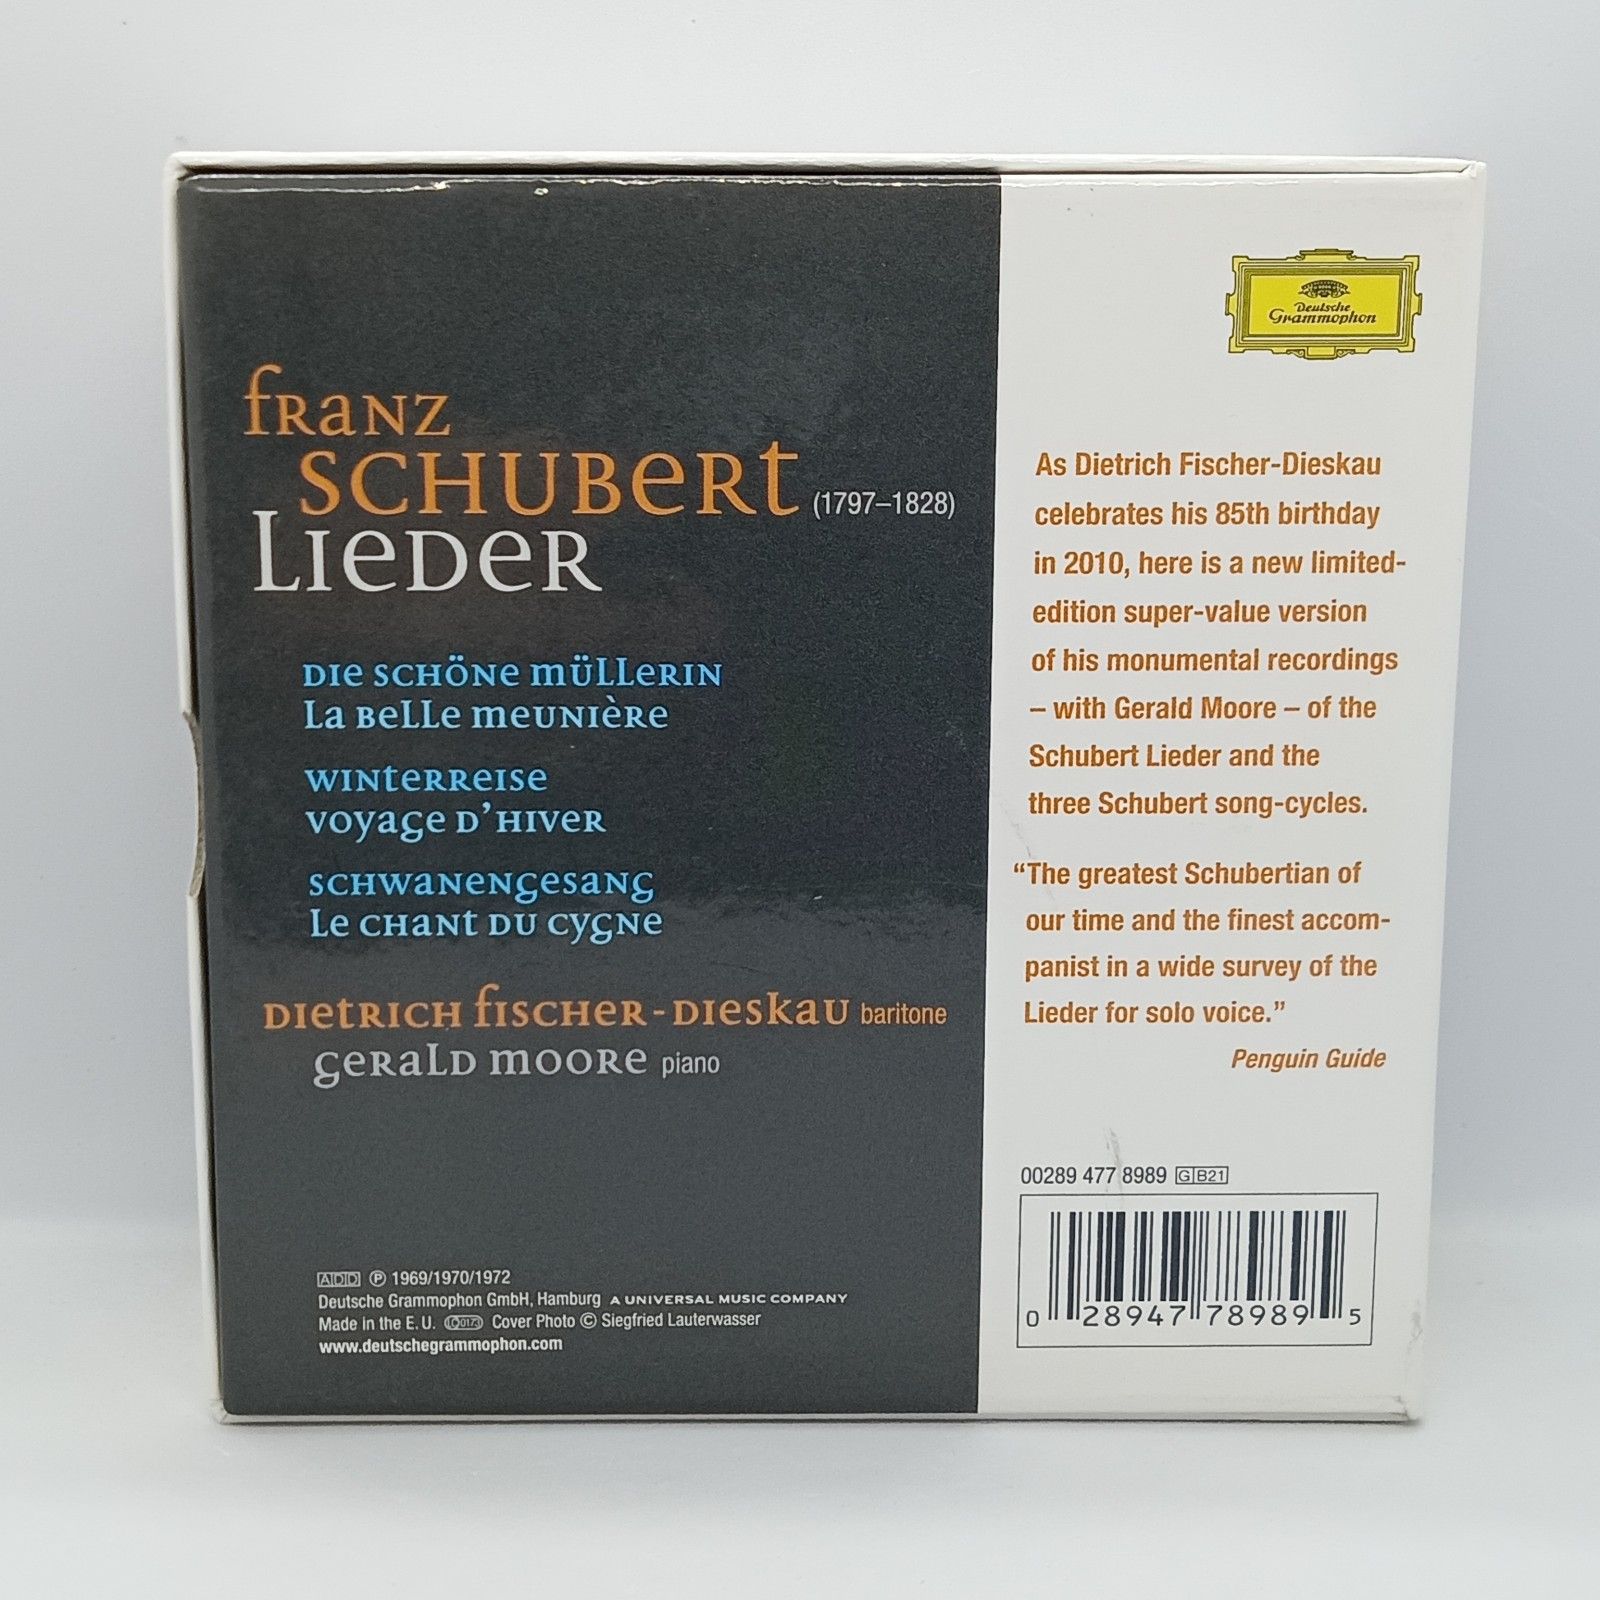 Franz
Schubert (1797–1828)
Lieder
Die schöne Müllerin
La Belle Meunière
Winterreise
Voyage d'hiver
Schwanengesang
Le Chant du cygne
Dietrich Fischer-Dieskau baritone
Gerald Moore piano
ADD Ⓟ 1969/1970/1972
Deutsche Grammophon GmbH, Hamburg A UNIVERSAL MUSIC COMPANY
Made in the E. U. LC 0173 Cover Photo © Siegfried Lauterwasser
www.deutschegrammophon.com
Deutsche
Grammophon
As Dietrich Fischer-Dieskau
celebrates his 85th birthday
in 2010, here is a new limited-
edition super-value version
of his monumental recordings
– with Gerald Moore – of the
Schubert Lieder and the
three Schubert song-cycles.
“The greatest Schubertian of
our time and the finest accom-
panist in a wide survey of the
Lieder for solo voice.”
Penguin Guide
00289 477 8989 G B21
0 28947 78989 5